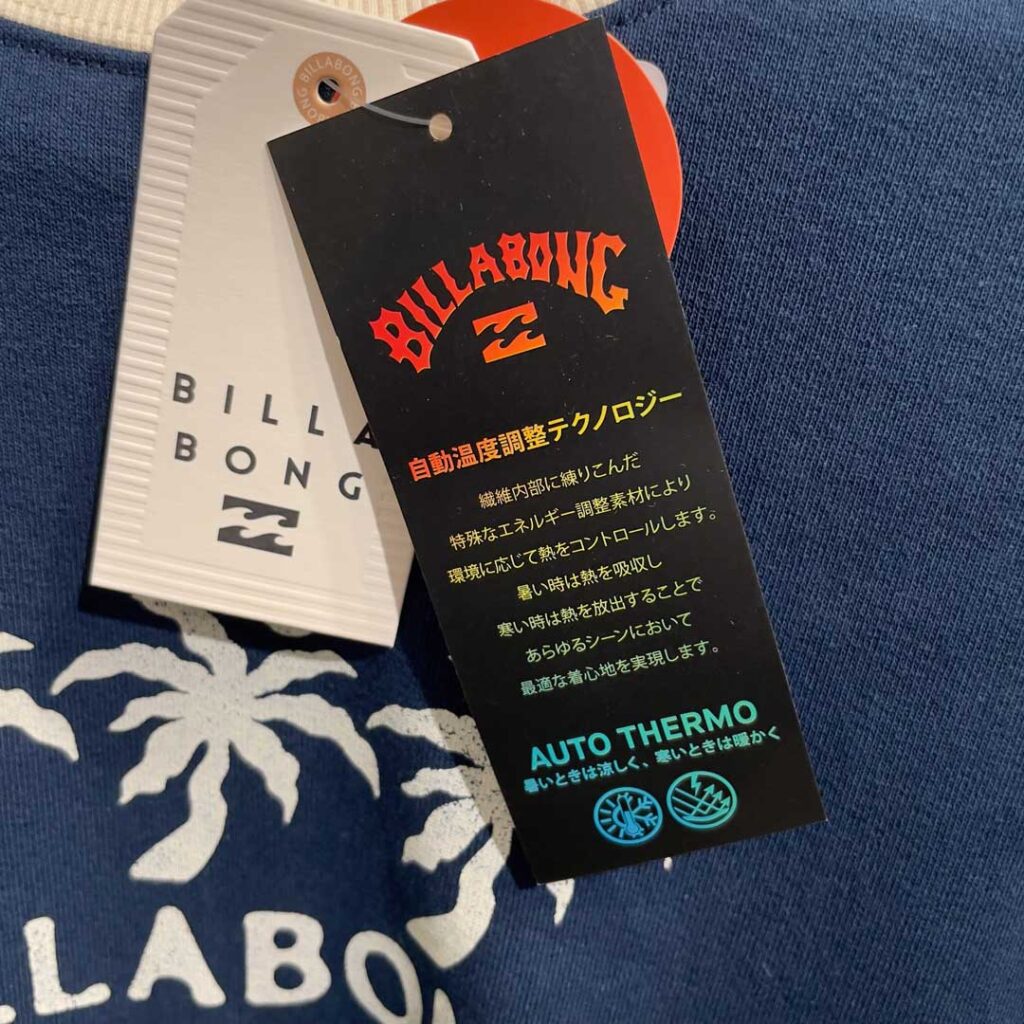 BILLABONG
BILLA
BONG
BILLABONG
自動温度調整テクノロジー
繊維内部に練りこんだ
特殊なエネルギー調整素材により
環境に応じて熱をコントロールします。
暑い時は熱を吸収し
寒い時は熱を放出することで
あらゆるシーンにおいて
最適な着心地を実現します。
AUTO THERMO
暑いときは涼しく、寒いときは暖かく
LLABO